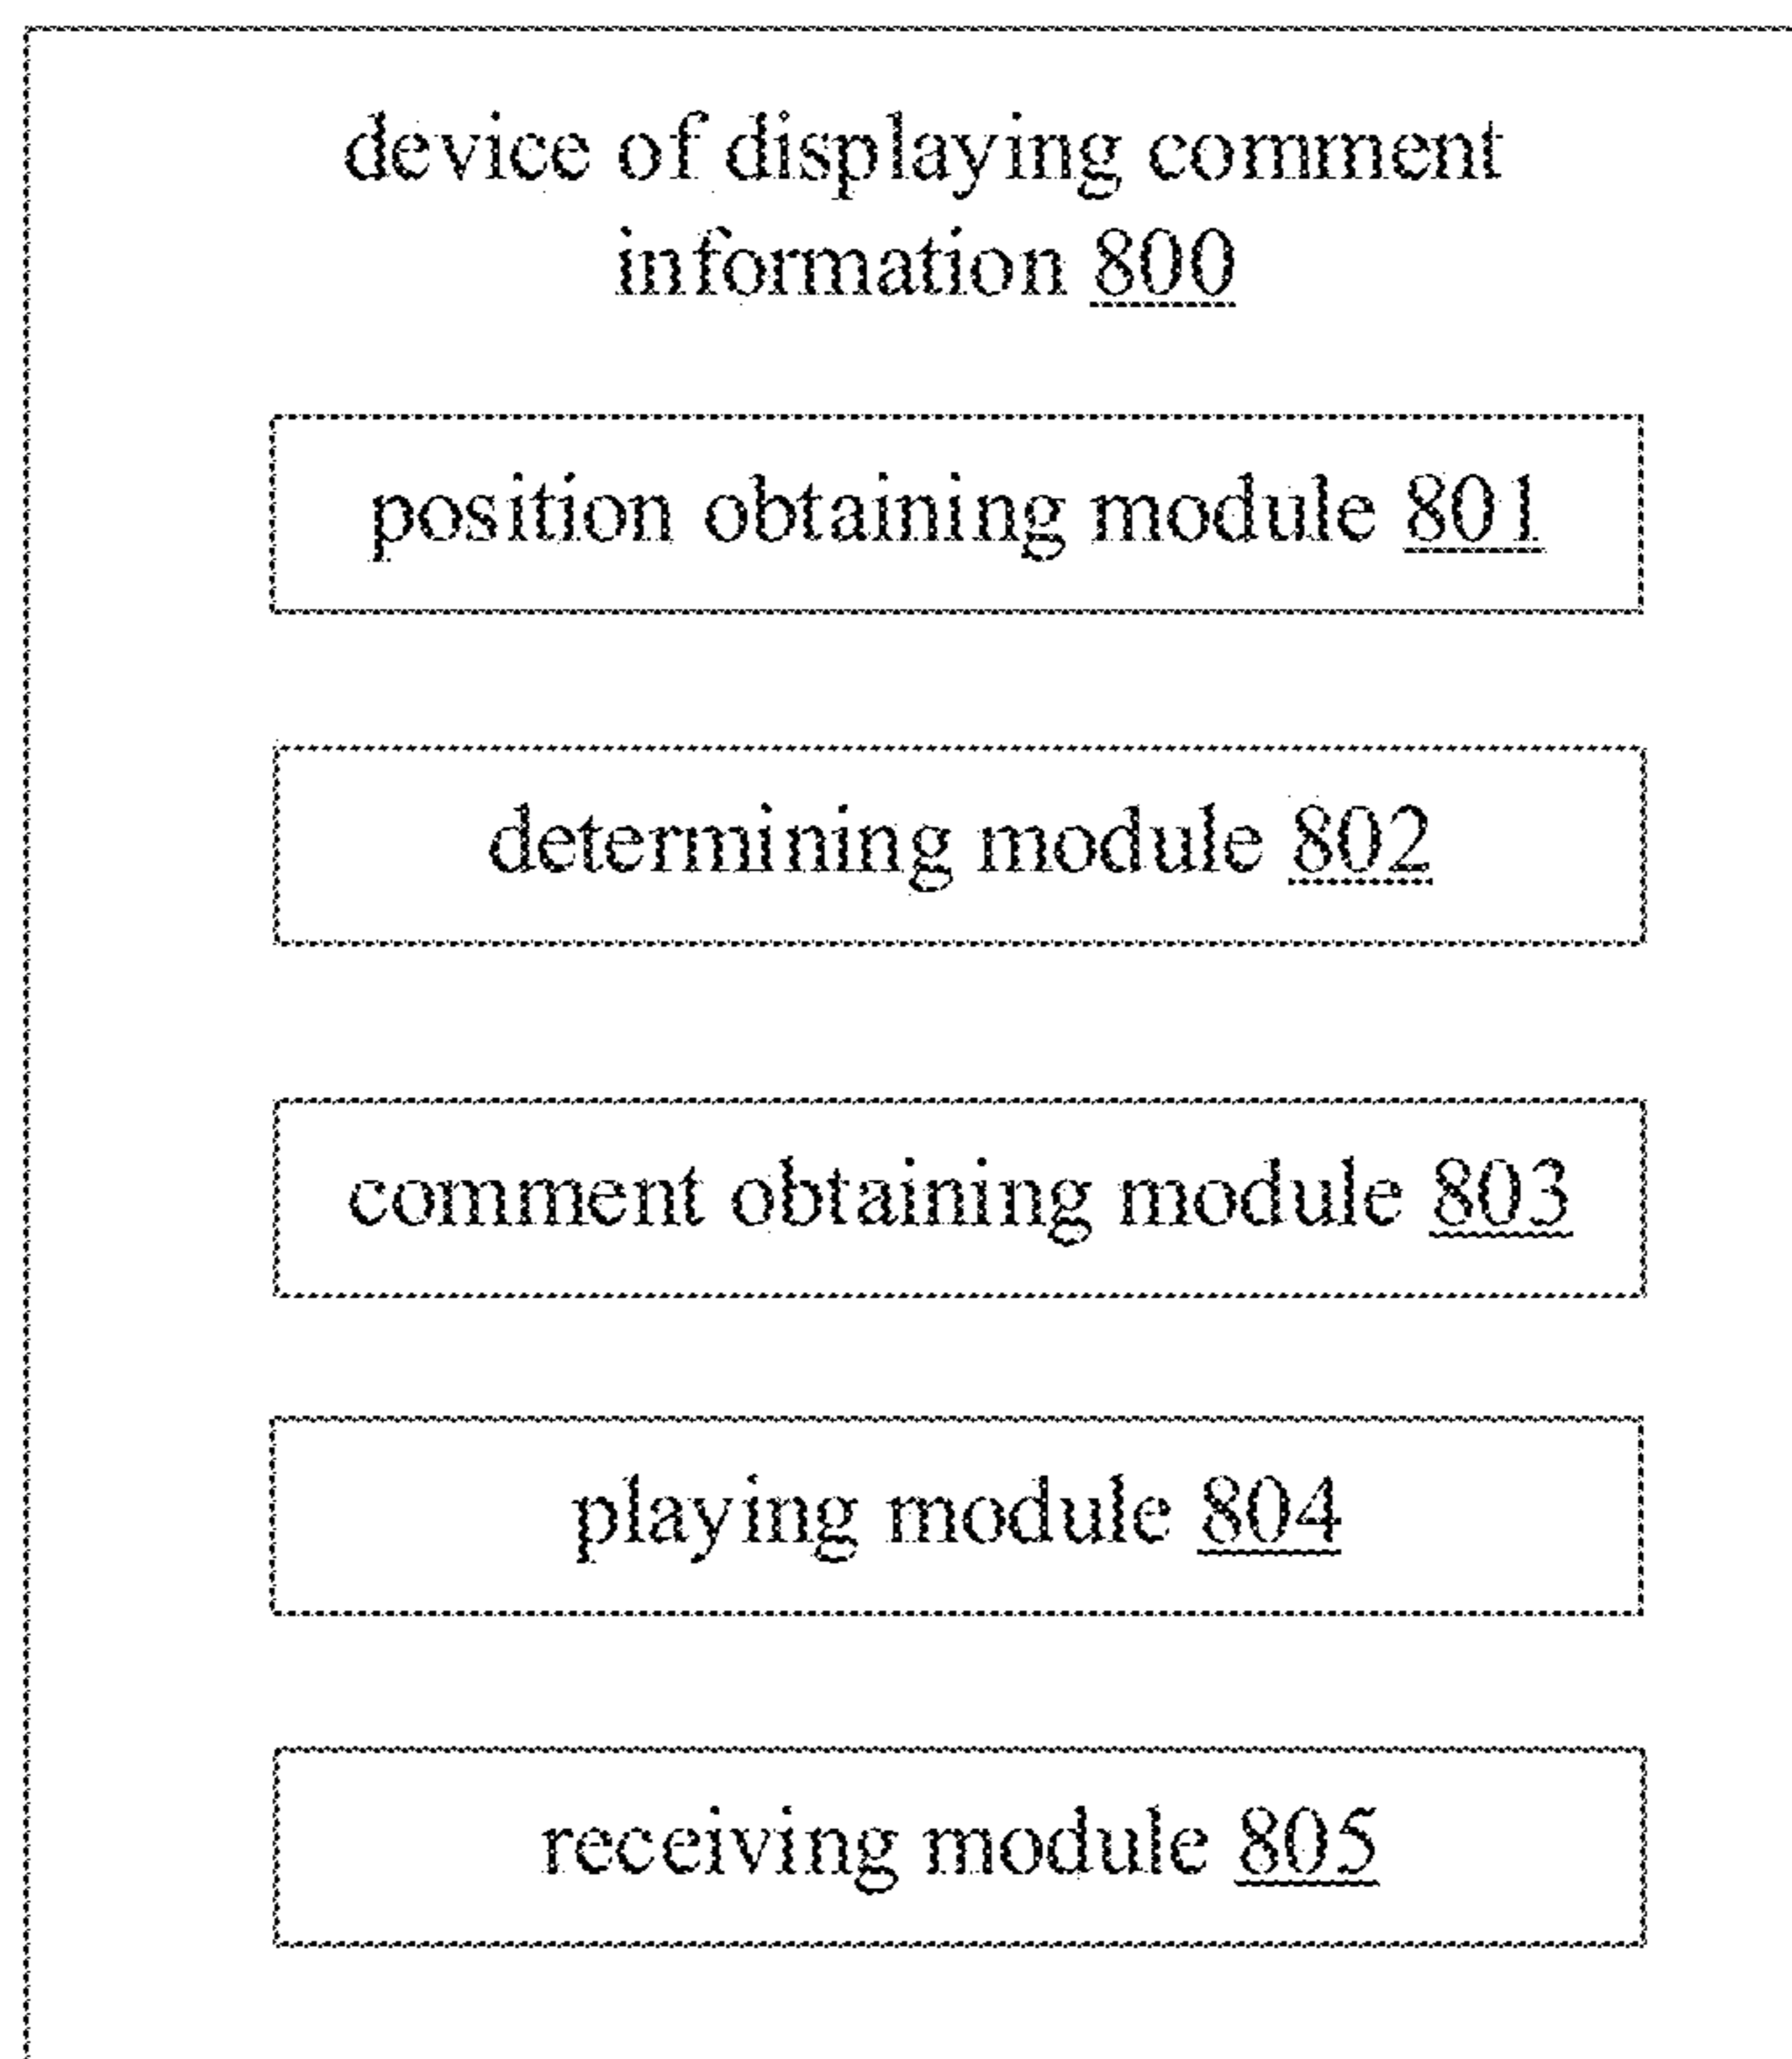 device of displaying comment
information 800
position obtaining module 801
determining module 802
comment obtaining module 803
playing module 804
receiving module 805